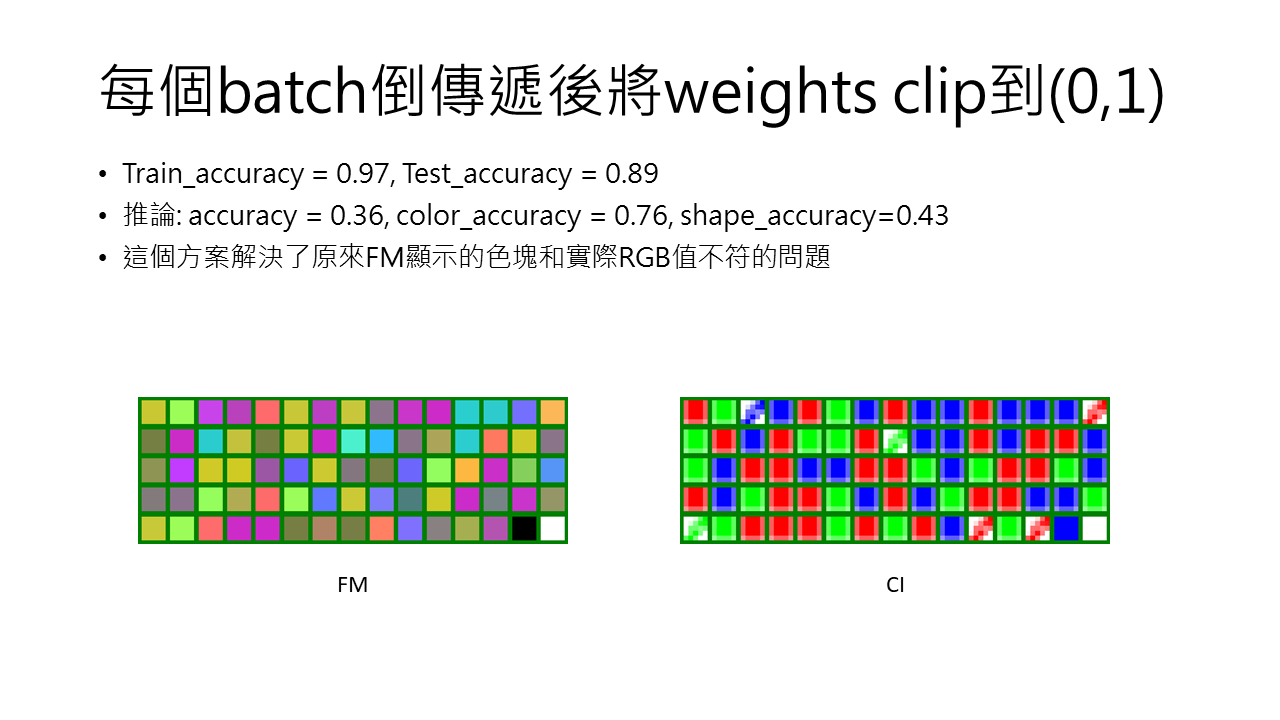 每個batch倒傳遞後將weights clip到(0,1)
• Train_accuracy = 0.97, Test_accuracy = 0.89
• 推論: accuracy = 0.36, color_accuracy = 0.76, shape_accuracy=0.43
• 這個方案解決了原來FM顯示的色塊和實際RGB值不符的問題
FM
CI